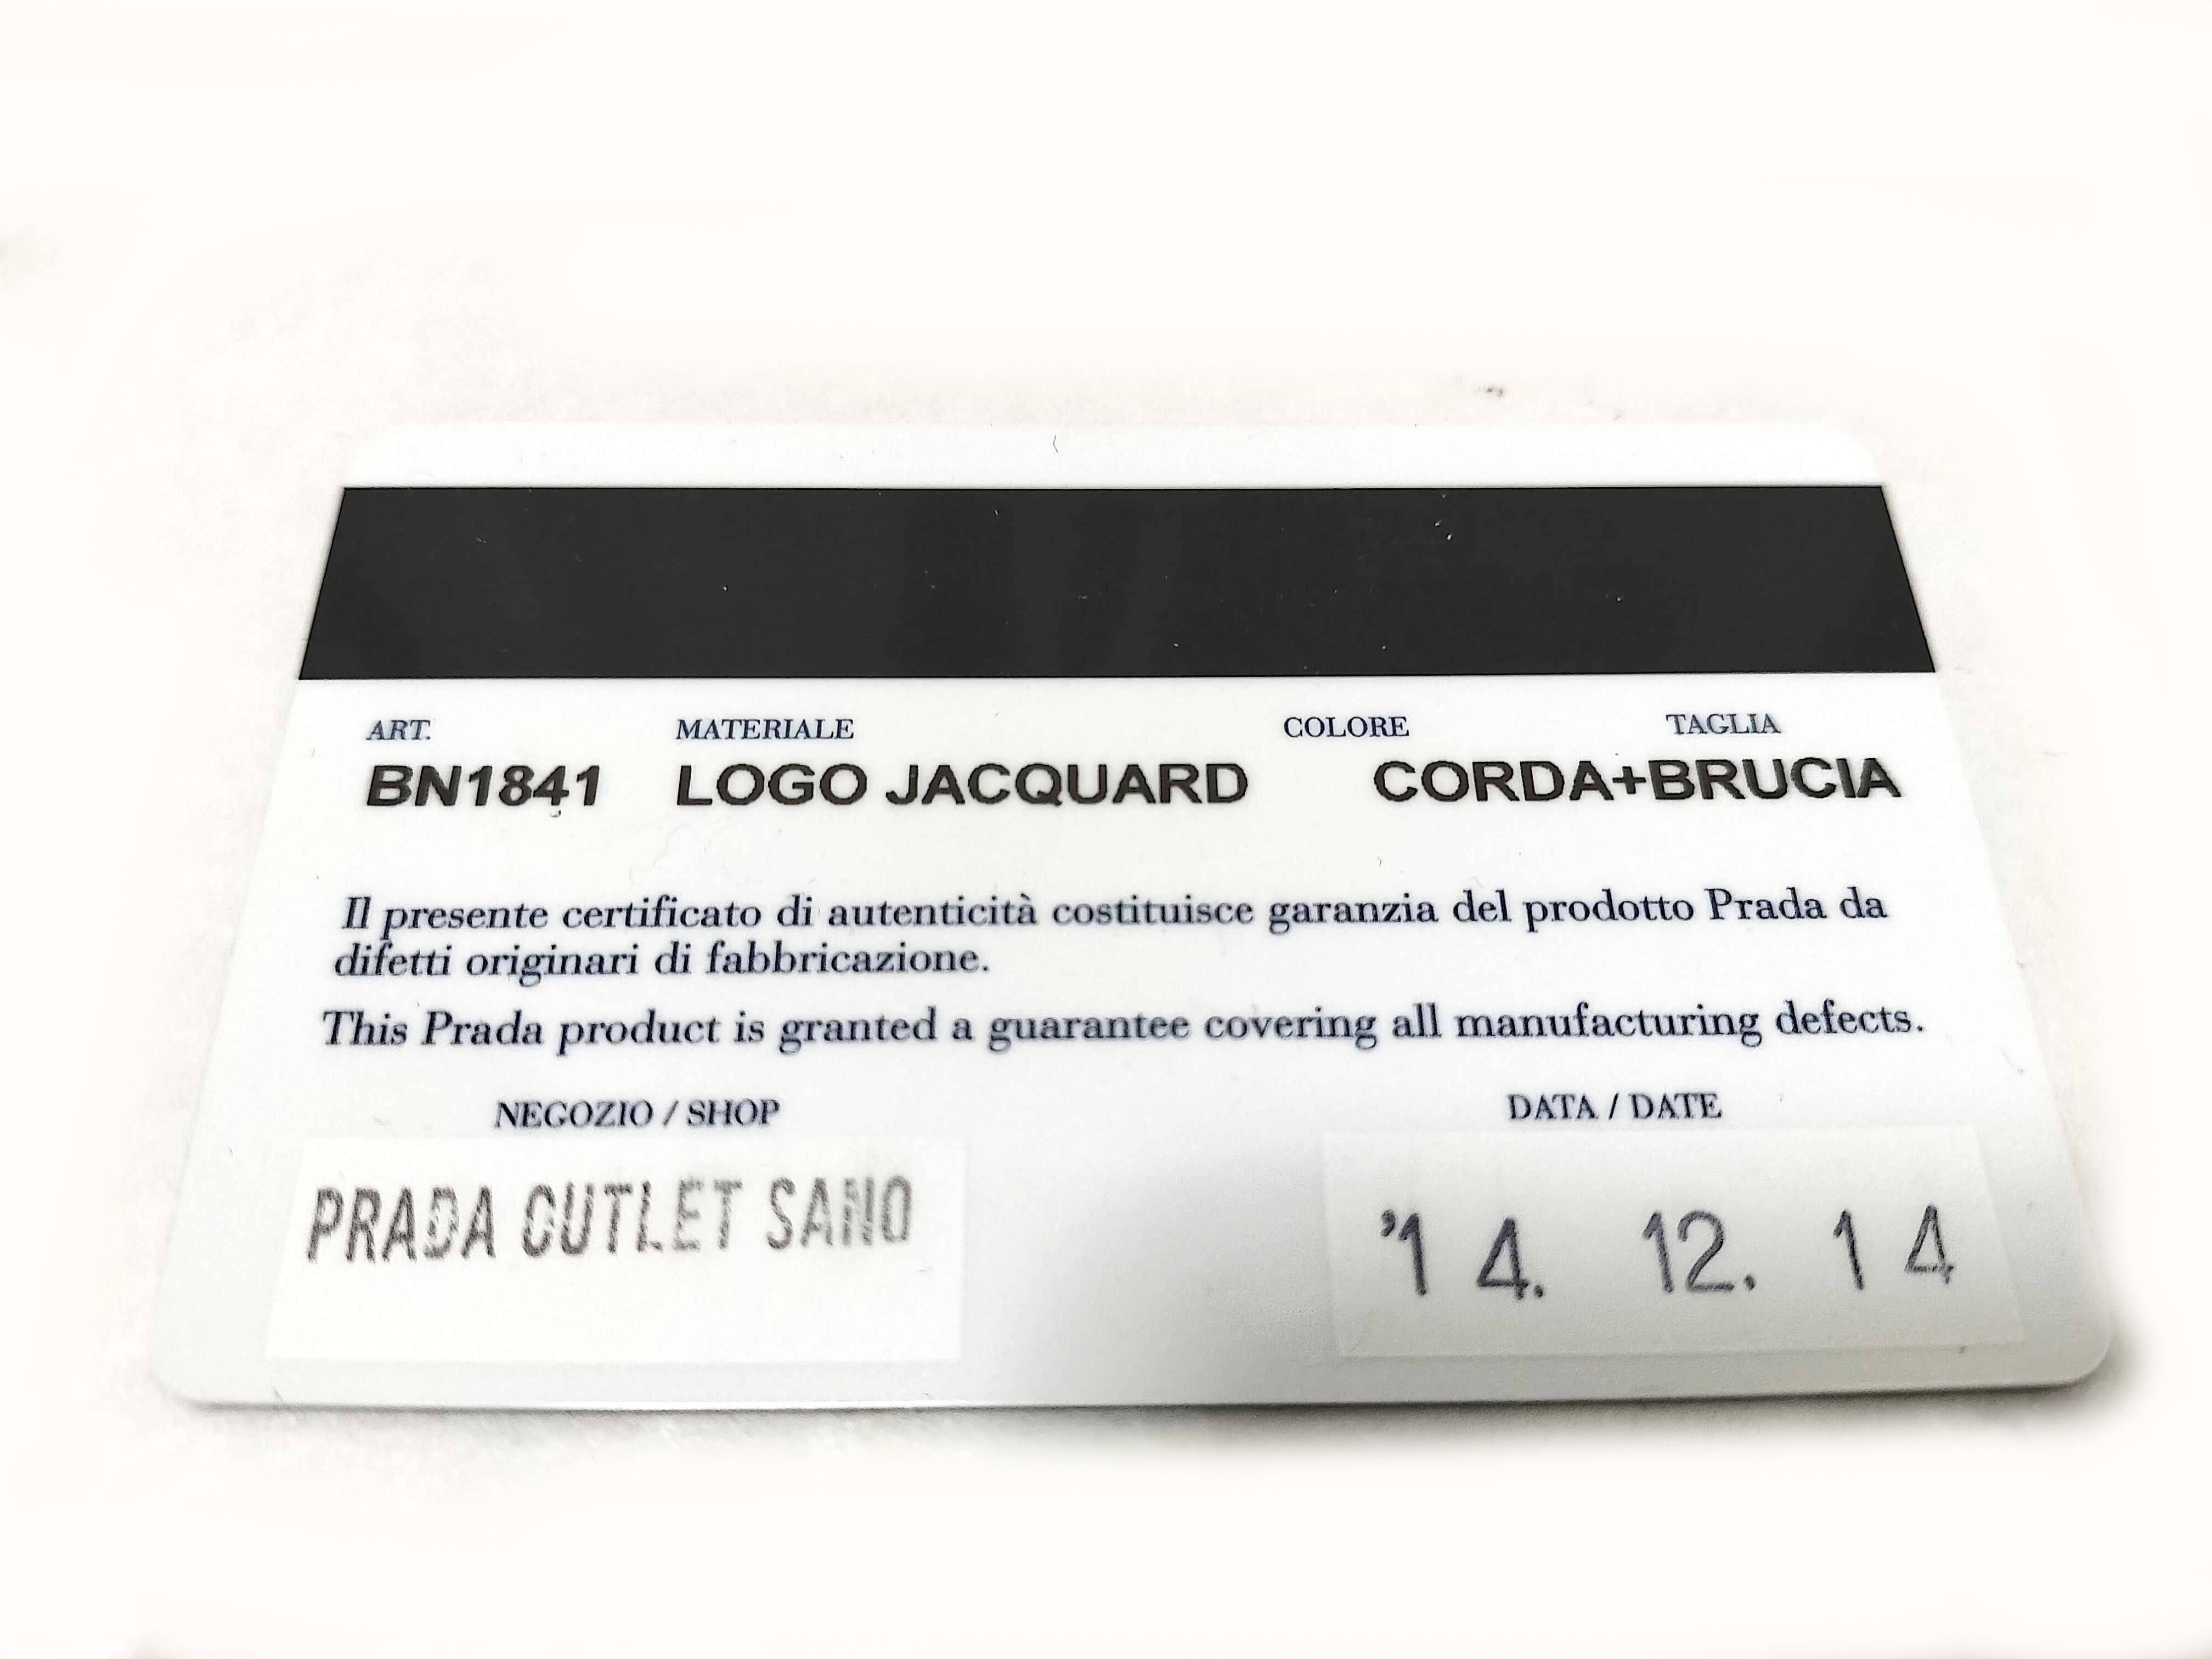 ART. MATERIALE COLORE TAGLIA
BN1841 LOGO JACQUARD CORDA+BRUCIA
Il presente certificato di autenticità costituisce garanzia del prodotto Prada da
difetti originari di fabbricazione.
This Prada product is granted a guarantee covering all manufacturing defects.
NEGOZIO / SHOP DATA / DATE
PRADA OUTLET SANO '14. 12. 14